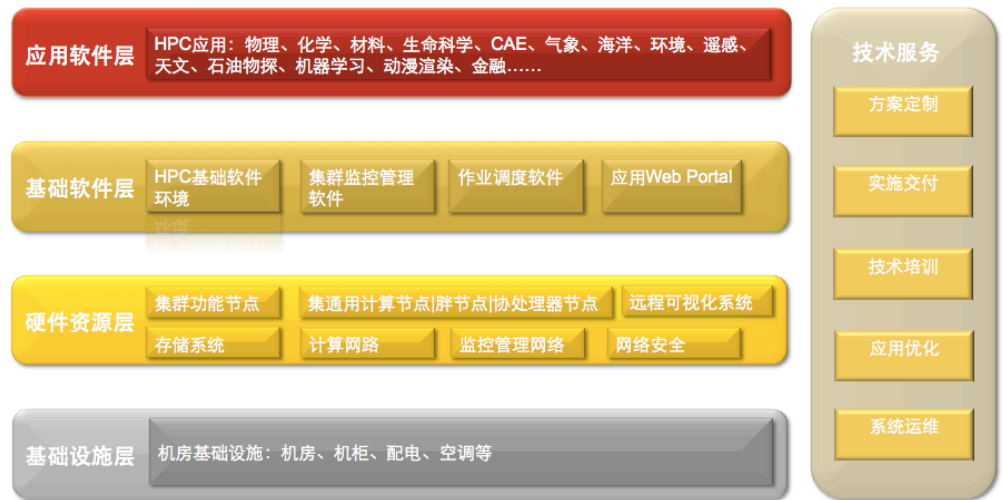 应用软件层
HPC应用：物理、化学、材料、生命科学、CAE、气象、海洋、环境、遥感、
天文、石油物探、机器学习、动漫渲染、金融……
基础软件层
HPC基础软件
环境
集群监控管理
软件
作业调度软件
应用Web Portal
硬件资源层
集群功能节点
集通用计算节点|胖节点|协处理器节点
远程可视化系统
存储系统
计算网路
监控管理网络
网络安全
基础设施层
机房基础设施：机房、机柜、配电、空调等
技术服务
方案定制
实施交付
技术培训
应用优化
系统运维